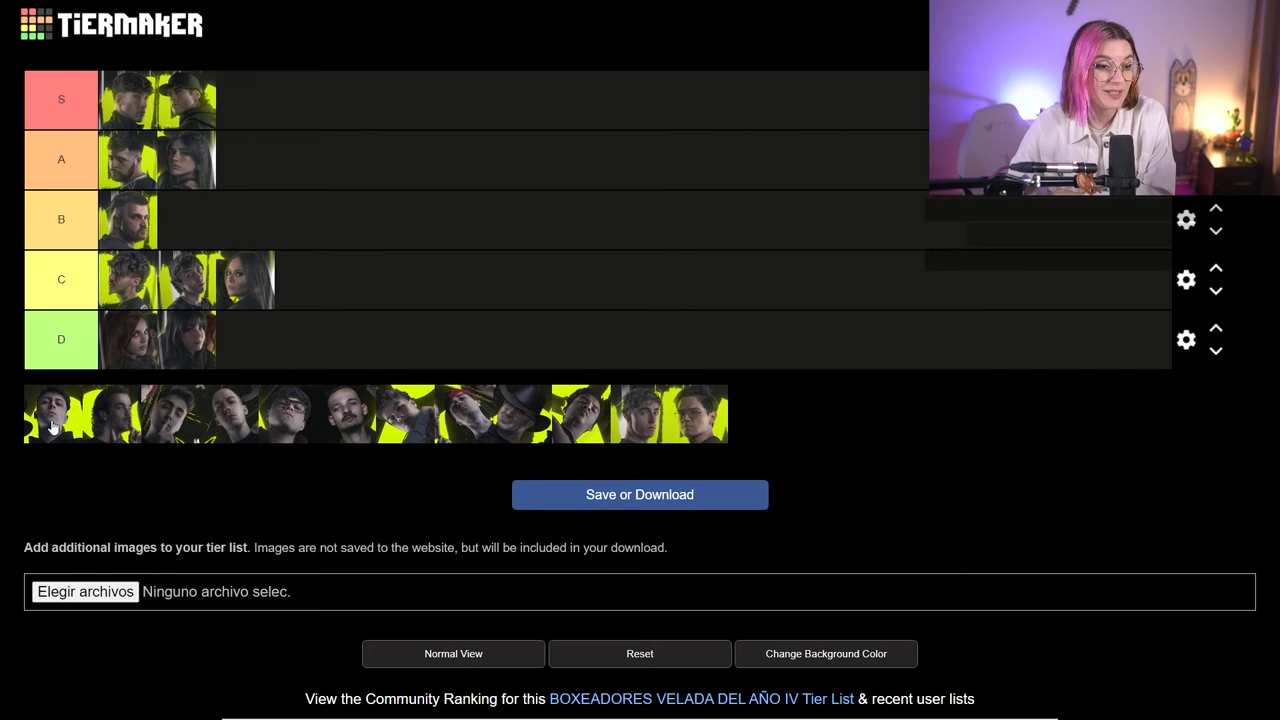 TiERMAKER
S
A
B
C
D
Save or Download
Add additional images to your tier list. Images are not saved to the website, but will be included in your download.
Elegir archivos Ninguno archivo selec.
Normal View
Reset
Change Background Color
View the Community Ranking for this BOXEADORES VELADA DEL AÑO IV Tier List & recent user lists